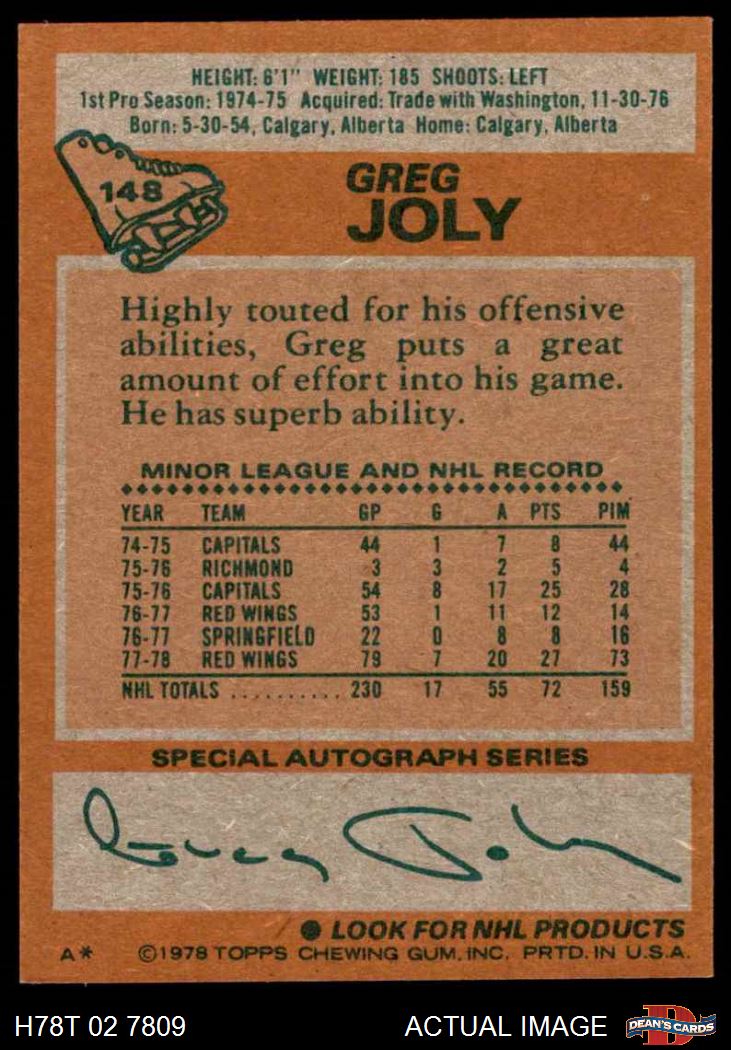 HEIGHT: 6'1" WEIGHT: 185 SHOOTS: LEFT
1st Pro Season: 1974-75 Acquired: Trade with Washington, 11-30-76
Born: 5-30-54, Calgary, Alberta Home: Calgary, Alberta
148
GREG
JOLY
Highly touted for his offensive
abilities, Greg puts a great
amount of effort into his game.
He has superb ability.
MINOR LEAGUE AND NHL RECORD
YEAR TEAM GP G A PTS PIM
74-75 CAPITALS 44 1 7 8 44
75-76 RICHMOND 3 3 2 5 4
75-76 CAPITALS 54 8 17 25 28
76-77 RED WINGS 53 1 11 12 14
76-77 SPRINGFIELD 22 0 8 8 16
77-78 RED WINGS 79 7 20 27 73
NHL TOTALS .......... 230 17 55 72 159
SPECIAL AUTOGRAPH SERIES
Greg Joly
● LOOK FOR NHL PRODUCTS
A* ©1978 TOPPS CHEWING GUM, INC. PRTD. IN U.S.A.
H78T 02 7809 ACTUAL IMAGE D DEAN'S CARDS